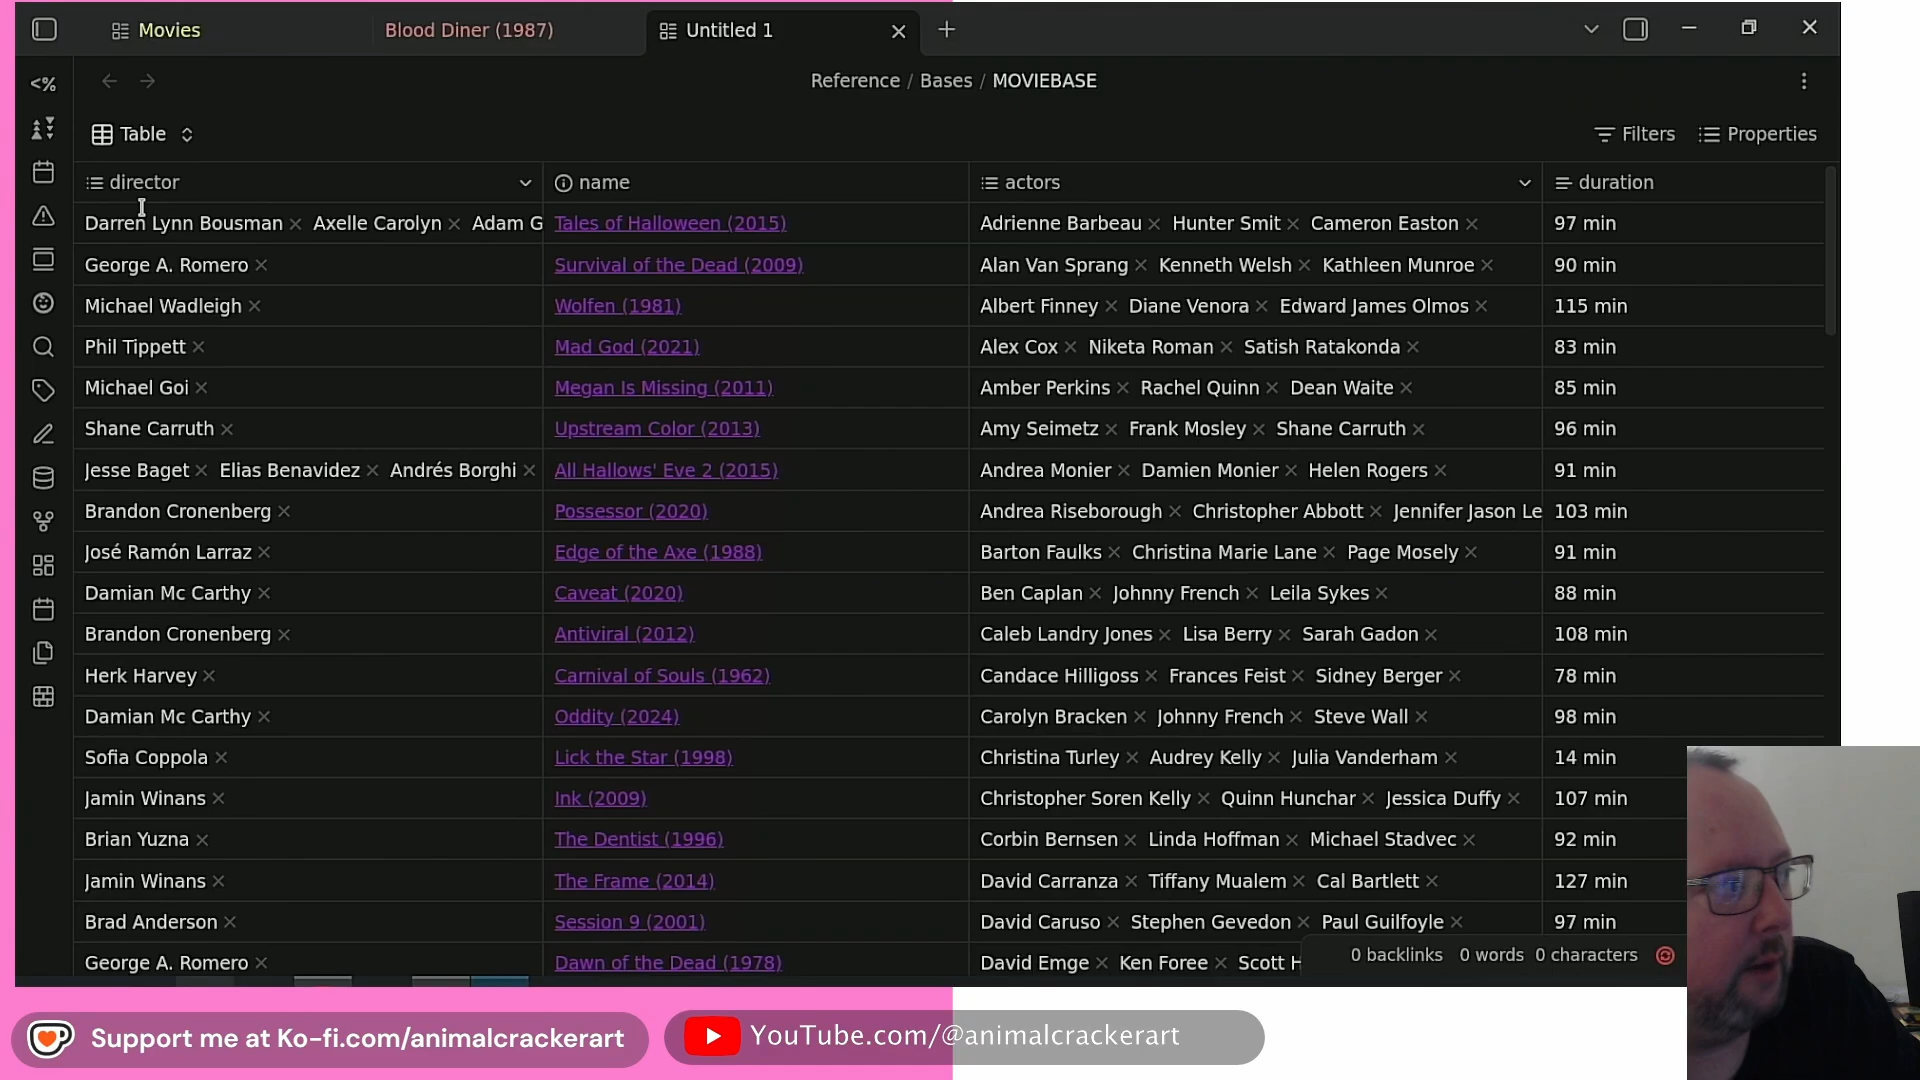 Movies
Blood Diner (1987)
Untitled 1
Reference / Bases / MOVIEBASE
Table
Filters
Properties
director name actors duration
Darren Lynn Bousman × Axelle Carolyn × Adam G Tales of Halloween (2015) Adrienne Barbeau × Hunter Smit × Cameron Easton × 97 min
George A. Romero × Survival of the Dead (2009) Alan Van Sprang × Kenneth Welsh × Kathleen Munroe × 90 min
Michael Wadleigh × Wolfen (1981) Albert Finney × Diane Venora × Edward James Olmos × 115 min
Phil Tippett × Mad God (2021) Alex Cox × Niketa Roman × Satish Ratakonda × 83 min
Michael Goi × Megan Is Missing (2011) Amber Perkins × Rachel Quinn × Dean Waite × 85 min
Shane Carruth × Upstream Color (2013) Amy Seimetz × Frank Mosley × Shane Carruth × 96 min
Jesse Baget × Elias Benavidez × Andrés Borghi × All Hallows' Eve 2 (2015) Andrea Monier × Damien Monier × Helen Rogers × 91 min
Brandon Cronenberg × Possessor (2020) Andrea Riseborough × Christopher Abbott × Jennifer Jason Le 103 min
José Ramón Larraz × Edge of the Axe (1988) Barton Faulks × Christina Marie Lane × Page Mosely × 91 min
Damian Mc Carthy × Caveat (2020) Ben Caplan × Johnny French × Leila Sykes × 88 min
Brandon Cronenberg × Antiviral (2012) Caleb Landry Jones × Lisa Berry × Sarah Gadon × 108 min
Herk Harvey × Carnival of Souls (1962) Candace Hilligoss × Frances Feist × Sidney Berger × 78 min
Damian Mc Carthy × Oddity (2024) Carolyn Bracken × Johnny French × Steve Wall × 98 min
Sofia Coppola × Lick the Star (1998) Christina Turley × Audrey Kelly × Julia Vanderham × 14 min
Jamin Winans × Ink (2009) Christopher Soren Kelly × Quinn Hunchar × Jessica Duffy × 107 min
Brian Yuzna × The Dentist (1996) Corbin Bernsen × Linda Hoffman × Michael Stadvec × 92 min
Jamin Winans × The Frame (2014) David Carranza × Tiffany Mualem × Cal Bartlett × 127 min
Brad Anderson × Session 9 (2001) David Caruso × Stephen Gevedon × Paul Guilfoyle × 97 min
George A. Romero × Dawn of the Dead (1978) David Emge × Ken Foree × Scott H
0 backlinks 0 words 0 characters
Support me at Ko-fi.com/animalcrackerart
YouTube.com/@animalcrackerart